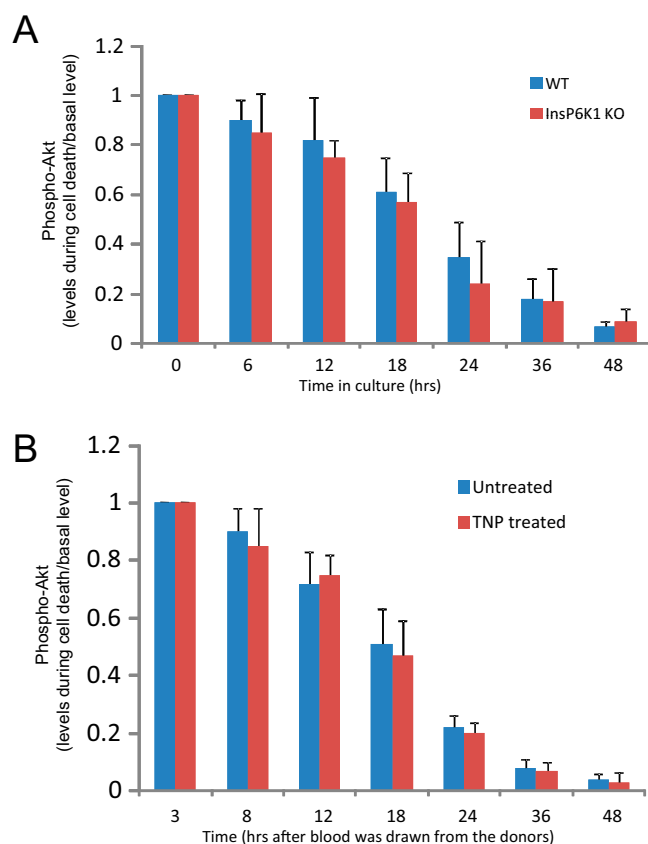 A
Phospho-Akt
(levels during cell death/basal level)
1.2
1
0.8
0.6
0.4
0.2
0
WT
InsP6K1 KO
0 6 12 18 24 36 48
Time in culture (hrs)
B
Phospho-Akt
(levels during cell death/basal level)
1.2
1
0.8
0.6
0.4
0.2
0
Untreated
TNP treated
3 8 12 18 24 36 48
Time (hrs after blood was drawn from the donors)